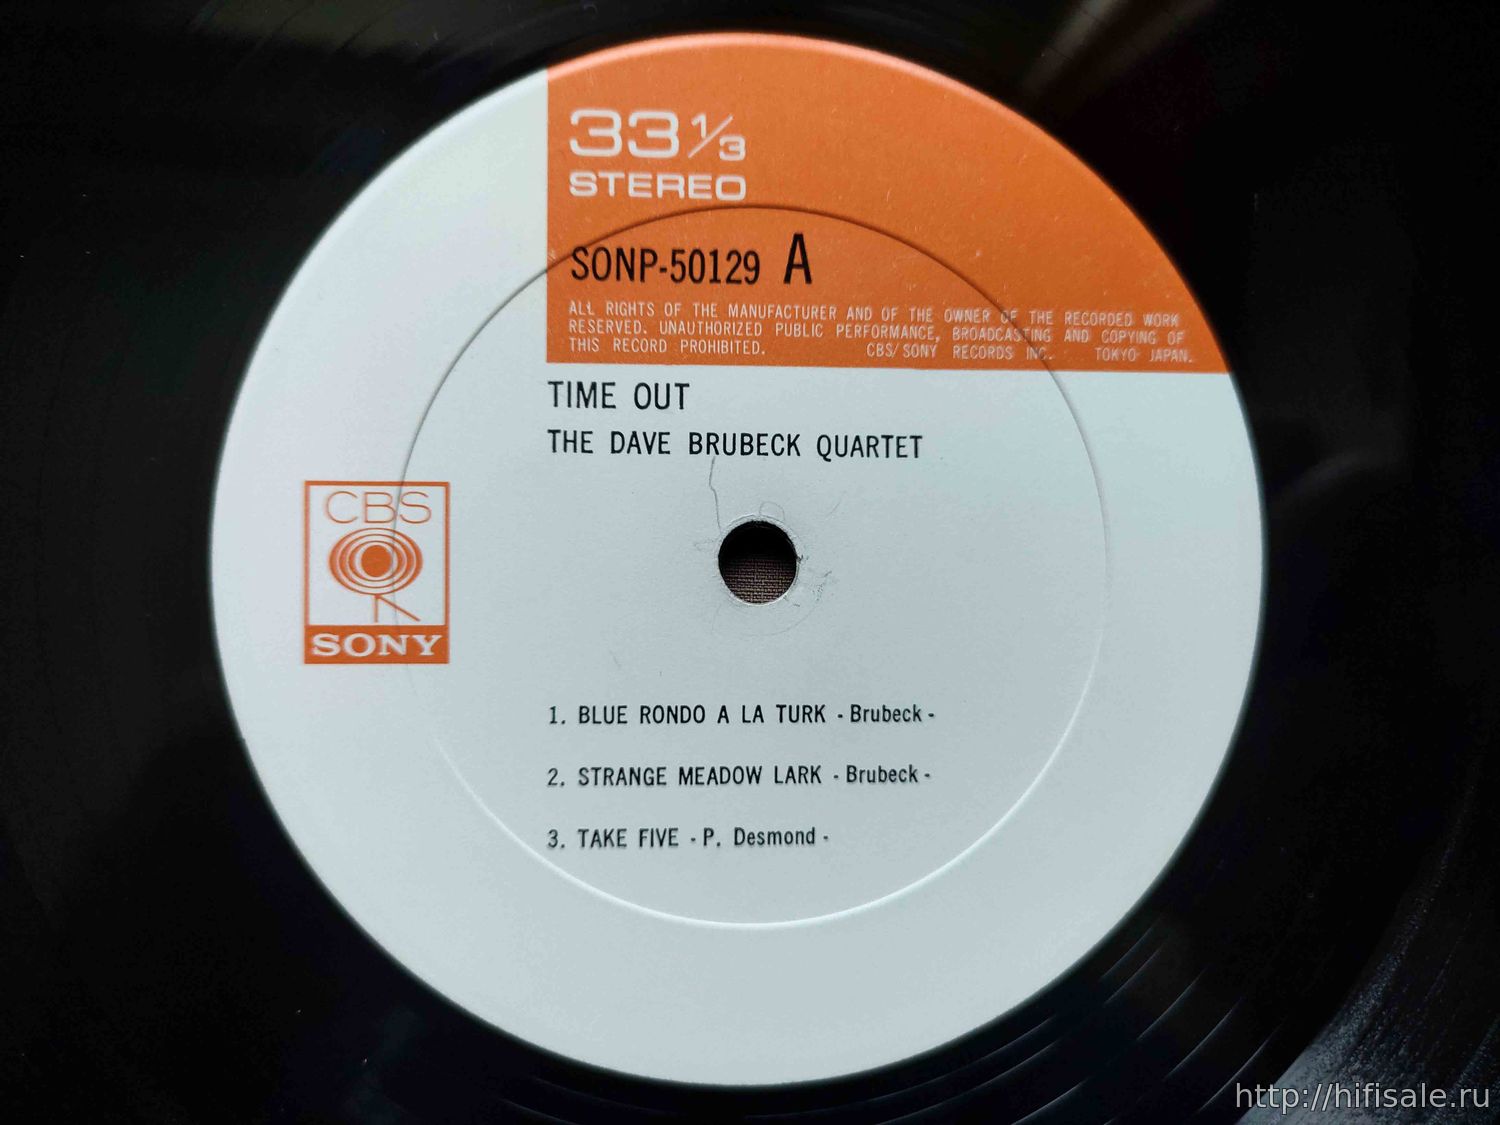 33 1/3
STEREO
SONP-50129 A
ALL RIGHTS OF THE MANUFACTURER AND OF THE OWNER OF THE RECORDED WORK
RESERVED. UNAUTHORIZED PUBLIC PERFORMANCE, BROADCASTING AND COPYING OF
THIS RECORD PROHIBITED. CBS/SONY RECORDS INC. TOKYO JAPAN.
TIME OUT
THE DAVE BRUBECK QUARTET
CBS
SONY
1. BLUE RONDO A LA TURK - Brubeck -
2. STRANGE MEADOW LARK - Brubeck -
3. TAKE FIVE - P. Desmond -
http://hifisale.ru